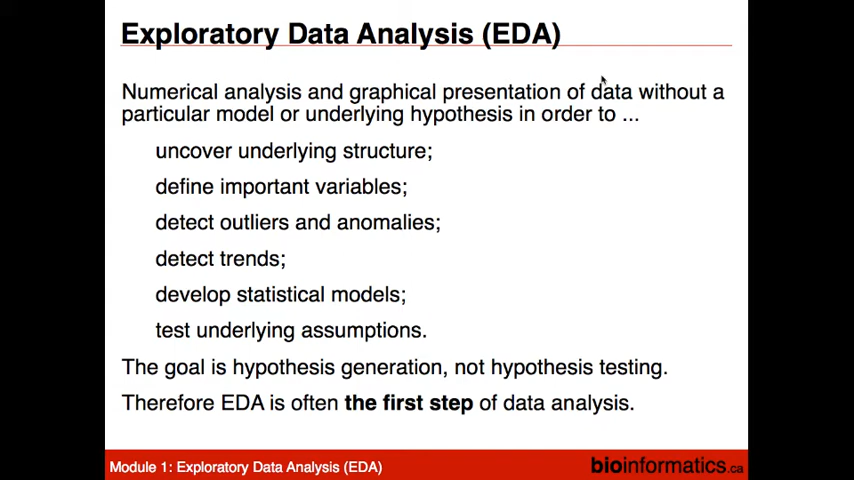 Exploratory Data Analysis (EDA)
Numerical analysis and graphical presentation of data without a
particular model or underlying hypothesis in order to ...
uncover underlying structure;
define important variables;
detect outliers and anomalies;
detect trends;
develop statistical models;
test underlying assumptions.
The goal is hypothesis generation, not hypothesis testing.
Therefore EDA is often the first step of data analysis.
Module 1: Exploratory Data Analysis (EDA)
bioinformatics.ca